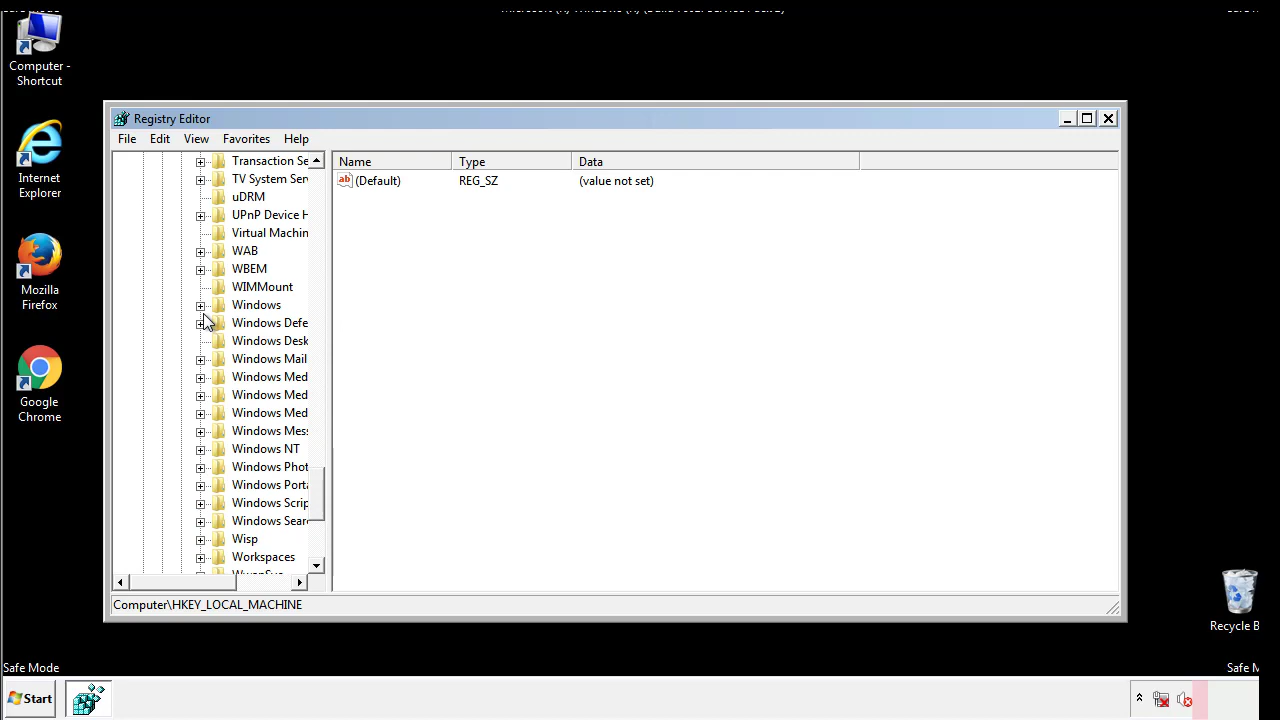 Computer -
Shortcut
Internet
Explorer
Mozilla
Firefox
Google
Chrome
Registry Editor
File Edit View Favorites Help
Transaction Se
TV System Serv
uDRM
UPnP Device H
Virtual Machin
WAB
WBEM
WIMMount
Windows
Windows Defe
Windows Desk
Windows Mail
Windows Med
Windows Med
Windows Med
Windows Mess
Windows NT
Windows Phot
Windows Porta
Windows Scrip
Windows Sear
Wisp
Workspaces
Name Type Data
(Default) REG_SZ (value not set)
Computer\HKEY_LOCAL_MACHINE
Recycle B
Safe Mode
Safe M
Start